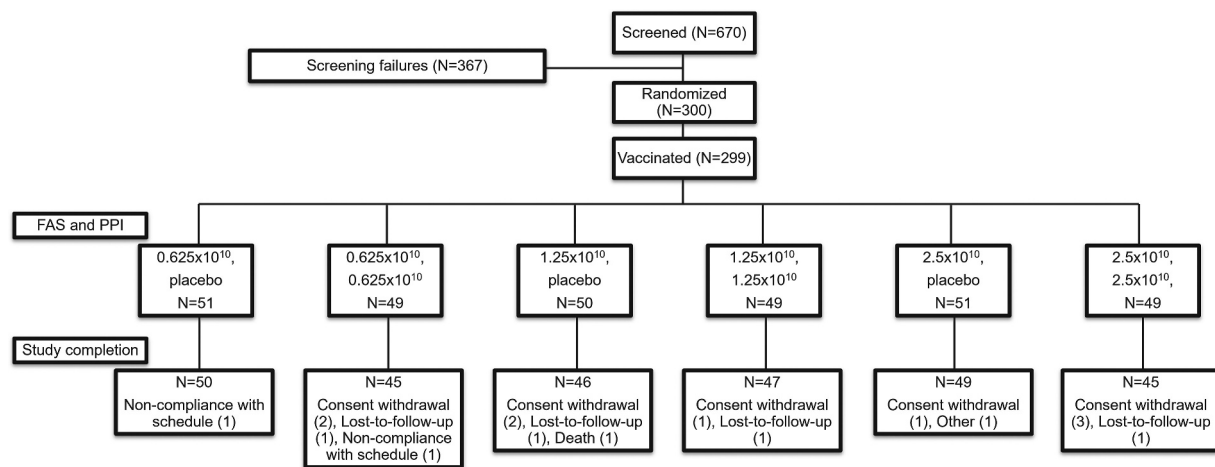 Screened (N=670)
Screening failures (N=367)
Randomized
(N=300)
Vaccinated (N=299)
FAS and PPI
0.625x10¹⁰,
placebo
N=51
0.625x10¹⁰,
0.625x10¹⁰
N=49
1.25x10¹⁰,
placebo
N=50
1.25x10¹⁰,
1.25x10¹⁰
N=49
2.5x10¹⁰,
placebo
N=51
2.5x10¹⁰,
2.5x10¹⁰,
N=49
Study completion
N=50
Non-compliance with
schedule (1)
N=45
Consent withdrawal
(2), Lost-to-follow-up
(1), Non-compliance
with schedule (1)
N=46
Consent withdrawal
(2), Lost-to-follow-up
(1), Death (1)
N=47
Consent withdrawal
(1), Lost-to-follow-up
(1)
N=49
Consent withdrawal
(1), Other (1)
N=45
Consent withdrawal
(3), Lost-to-follow-up
(1)